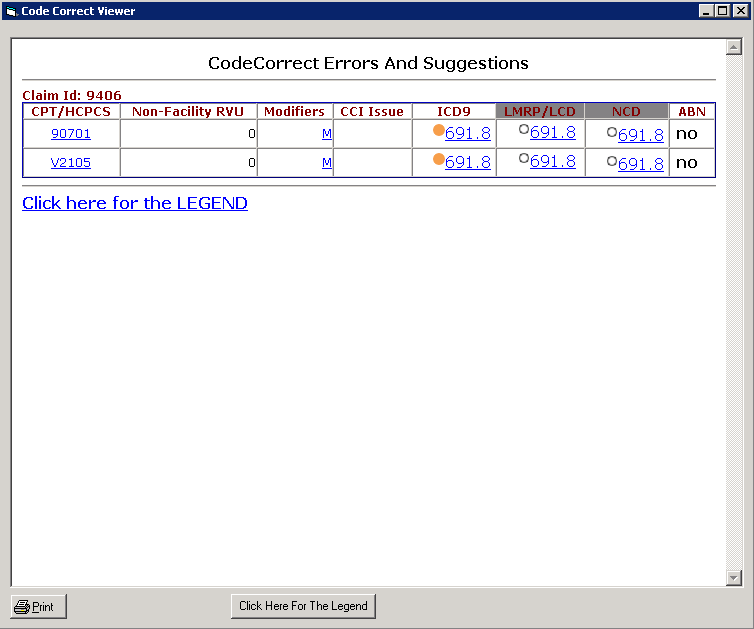 Code Correct Viewer
CodeCorrect Errors And Suggestions
Claim Id: 9406
CPT/HCPCS Non-Facility RVU Modifiers CCI Issue ICD9 LMRP/LCD NCD ABN
90701 0 M 691.8 691.8 691.8 no
V2105 0 M 691.8 691.8 691.8 no
Click here for the LEGEND
Print Click Here For The Legend